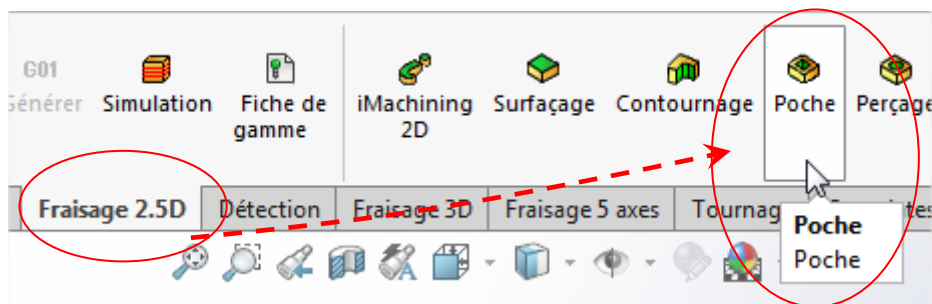 G01
Générer Simulation Fiche de gamme iMachining 2D Surfaçage Contournage Poche Perçage
Fraisage 2.5D Détection Fraisage 3D Fraisage 5 axes Tournag
Poche
Poche